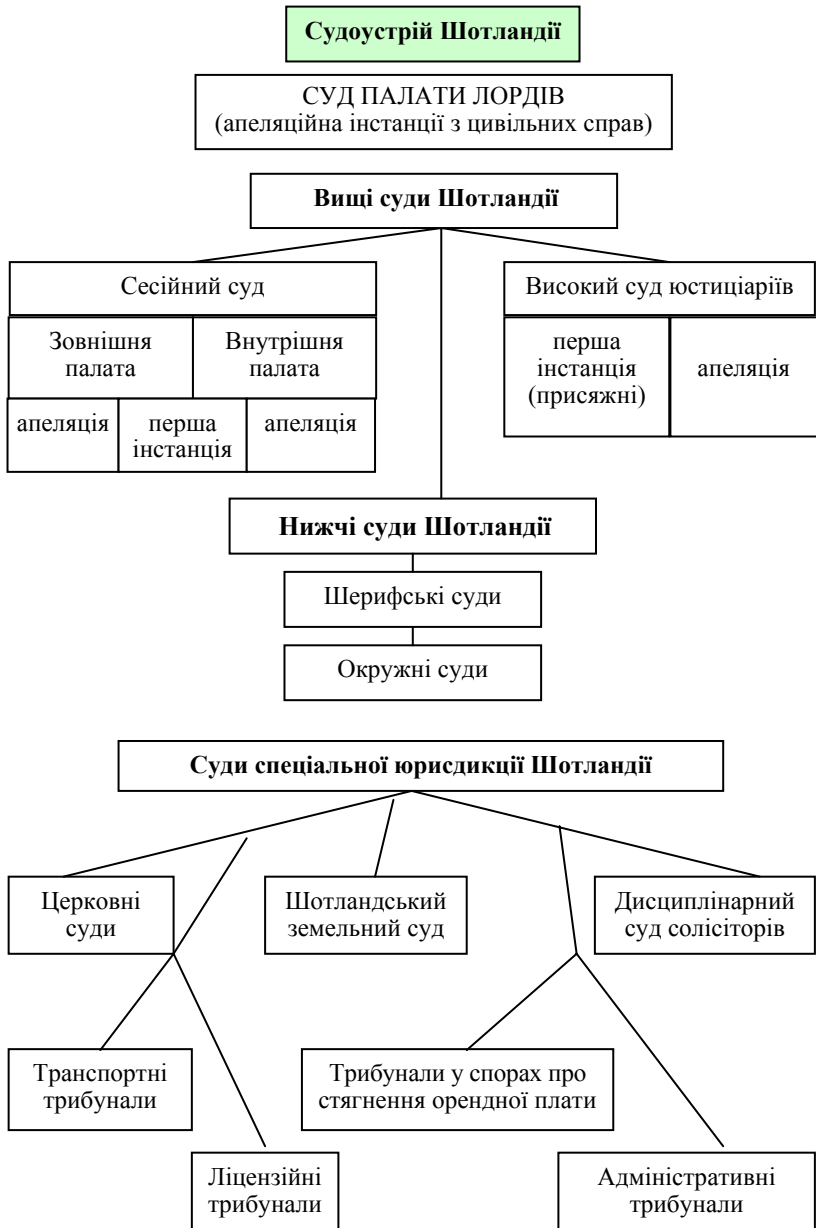 Судоустрій Шотландії
СУД ПАЛАТИ ЛОРДІВ
(апеляційна інстанції з цивільних справ)
Вищі суди Шотландії
Сесійний суд
Високий суд юстиціаріїв
Зовнішня
палата
Внутрішня
палата
перша
інстанція
(присяжні)
апеляція
апеляція
перша
інстанція
апеляція
Нижчі суди Шотландії
Шерифські суди
Окружні суди
Суди спеціальної юрисдикції Шотландії
Церковні
суди
Шотландський
земельний суд
Дисциплінарний
суд солісіторів
Транспортні
трибунали
Трибунали у спорах про
стягнення орендної плати
Ліцензійні
трибунали
Адміністративні
трибунали